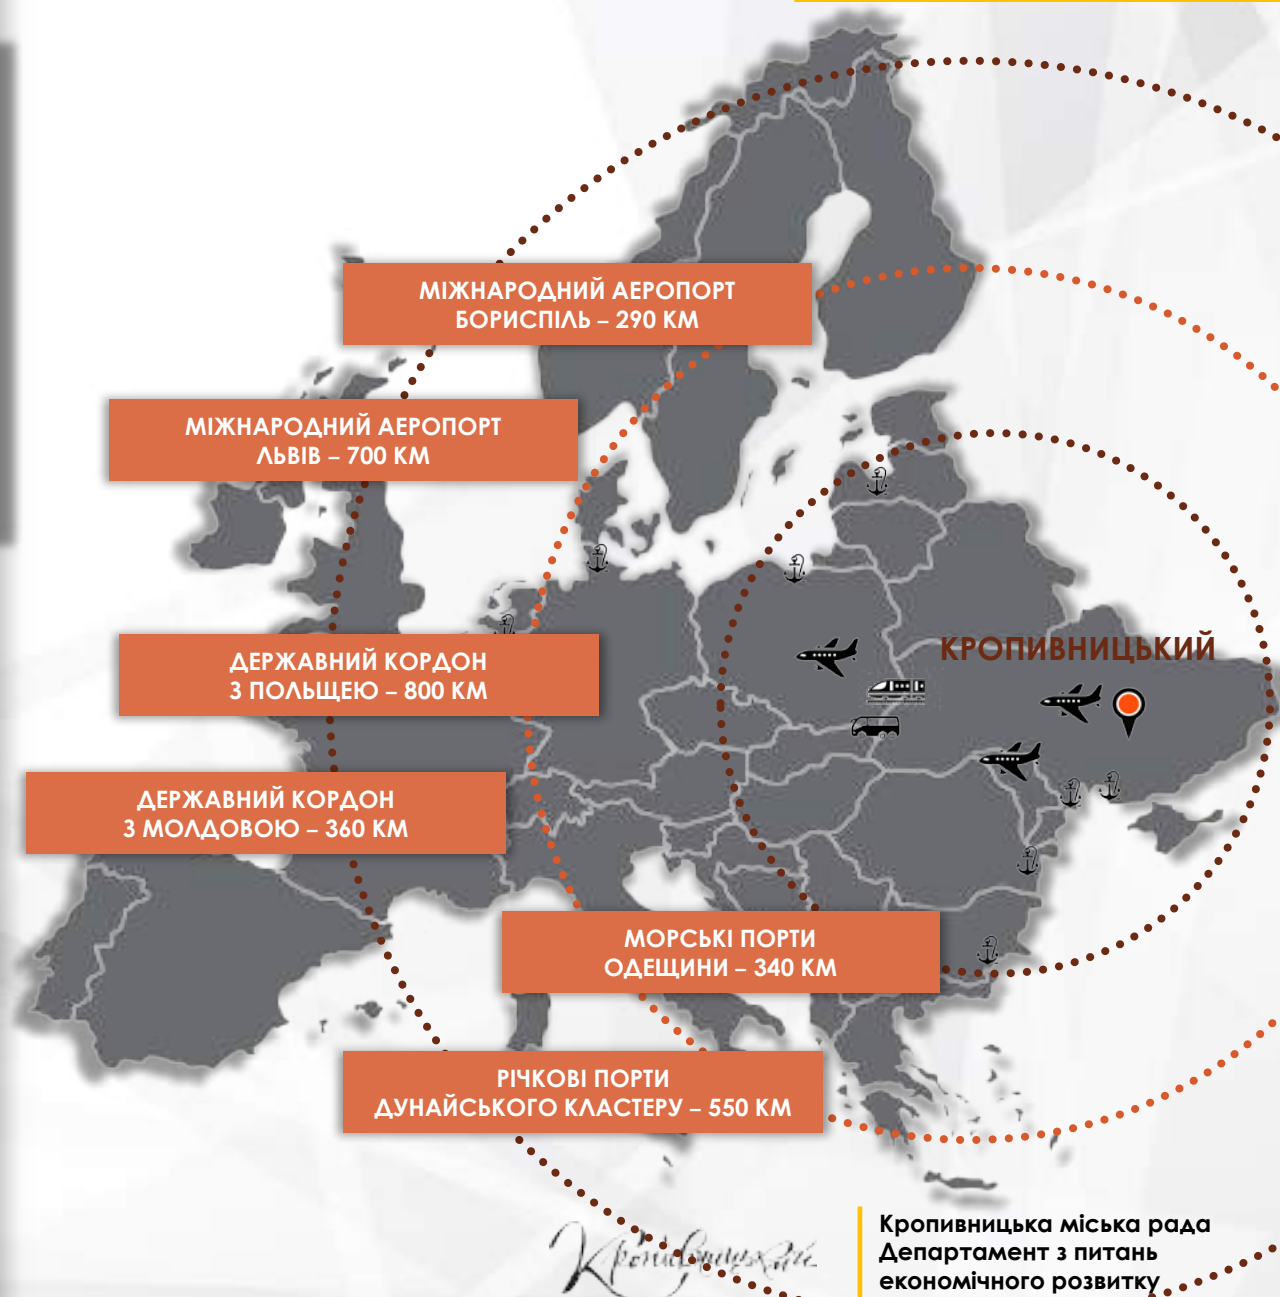 МІЖНАРОДНИЙ АЕРОПОРТ
БОРИСПІЛЬ – 290 КМ
МІЖНАРОДНИЙ АЕРОПОРТ
ЛЬВІВ – 700 КМ
ДЕРЖАВНИЙ КОРДОН
З ПОЛЬЩЕЮ – 800 КМ
КРОПИВНИЦЬКИЙ
ДЕРЖАВНИЙ КОРДОН
З МОЛДОВОЮ – 360 КМ
МОРСЬКІ ПОРТИ
ОДЕЩИНИ – 340 КМ
РІЧКОВІ ПОРТИ
ДУНАЙСЬКОГО КЛАСТЕРУ – 550 КМ
Кропивницький
Кропивницька міська рада
Департамент з питань
економічного розвитку